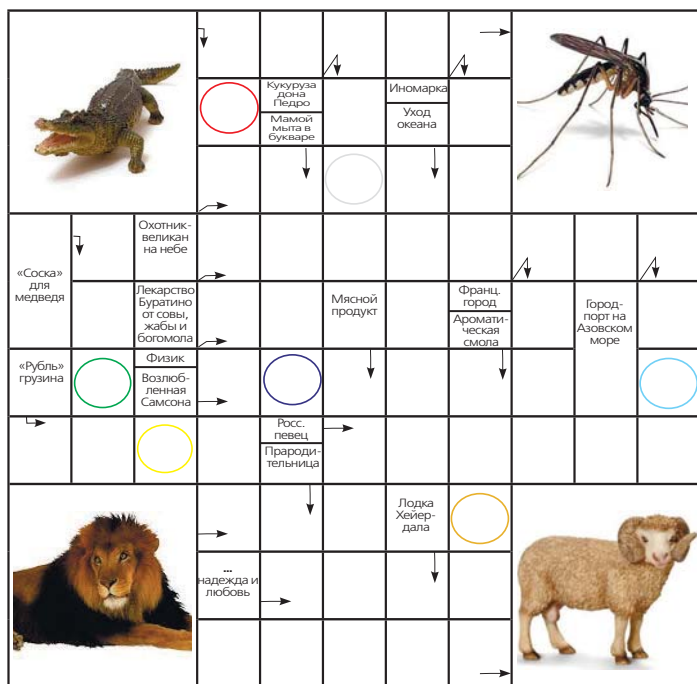 Кукуруза
дона
Педро
Мамой
мыта в
букваре
Иномарка
Уход
океана
«Соска»
для
медведя
Охотник-
великан
на небе
Лекарство
Буратино
от совы,
жабы и
богомола
Мясной
продукт
Франц.
город
Аромати-
ческая
смола
Город-
порт на
Азовском
море
«Рубль»
грузина
Физик
Возлюб-
ленная
Самсона
Росс.
певец
Прароди-
тельница
Лодка
Хейер-
дала
...
надежда и
любовь